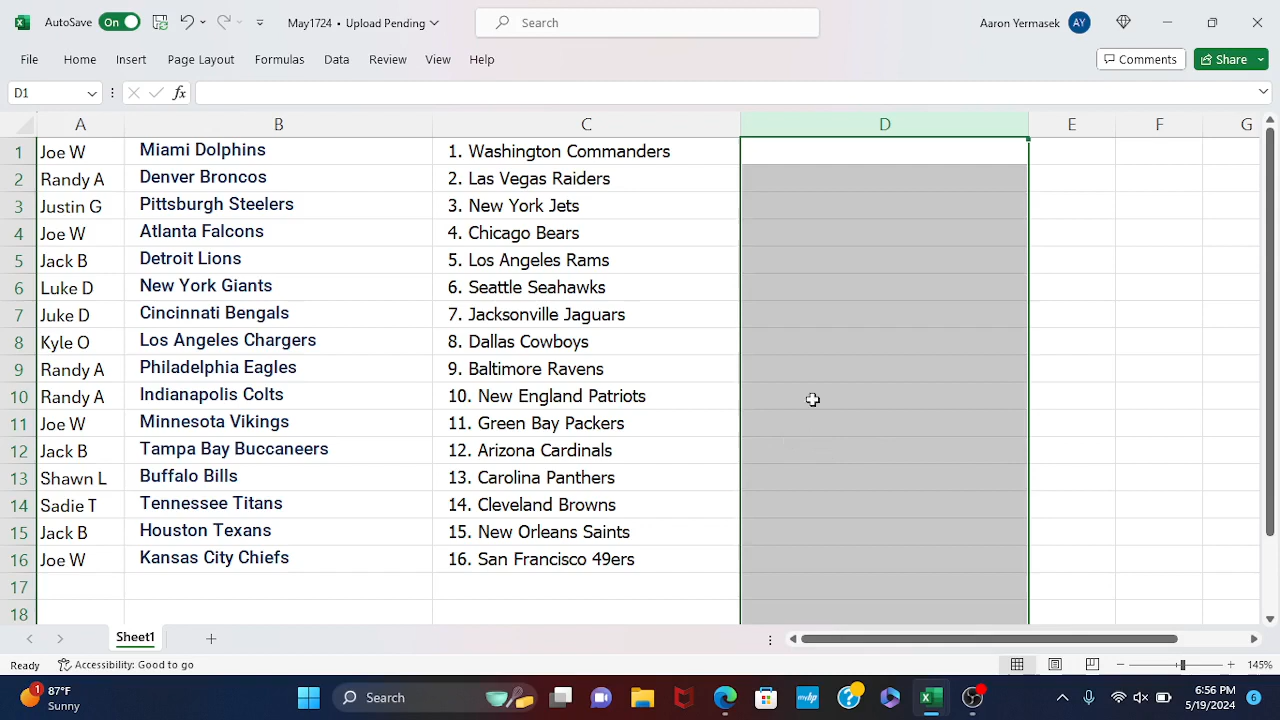 AutoSave On May1724 • Upload Pending Search Aaron Yermasek AY
File Home Insert Page Layout Formulas Data Review View Help Comments Share
D1 fx
A B C D E F G
1 Joe W Miami Dolphins 1. Washington Commanders
2 Randy A Denver Broncos 2. Las Vegas Raiders
3 Justin G Pittsburgh Steelers 3. New York Jets
4 Joe W Atlanta Falcons 4. Chicago Bears
5 Jack B Detroit Lions 5. Los Angeles Rams
6 Luke D New York Giants 6. Seattle Seahawks
7 Juke D Cincinnati Bengals 7. Jacksonville Jaguars
8 Kyle O Los Angeles Chargers 8. Dallas Cowboys
9 Randy A Philadelphia Eagles 9. Baltimore Ravens
10 Randy A Indianapolis Colts 10. New England Patriots
11 Joe W Minnesota Vikings 11. Green Bay Packers
12 Jack B Tampa Bay Buccaneers 12. Arizona Cardinals
13 Shawn L Buffalo Bills 13. Carolina Panthers
14 Sadie T Tennessee Titans 14. Cleveland Browns
15 Jack B Houston Texans 15. New Orleans Saints
16 Joe W Kansas City Chiefs 16. San Francisco 49ers
17
18
Sheet1
Ready Accessibility: Good to go 145%
1 87°F Search myhp 6:56 PM
Sunny 5/19/2024 6